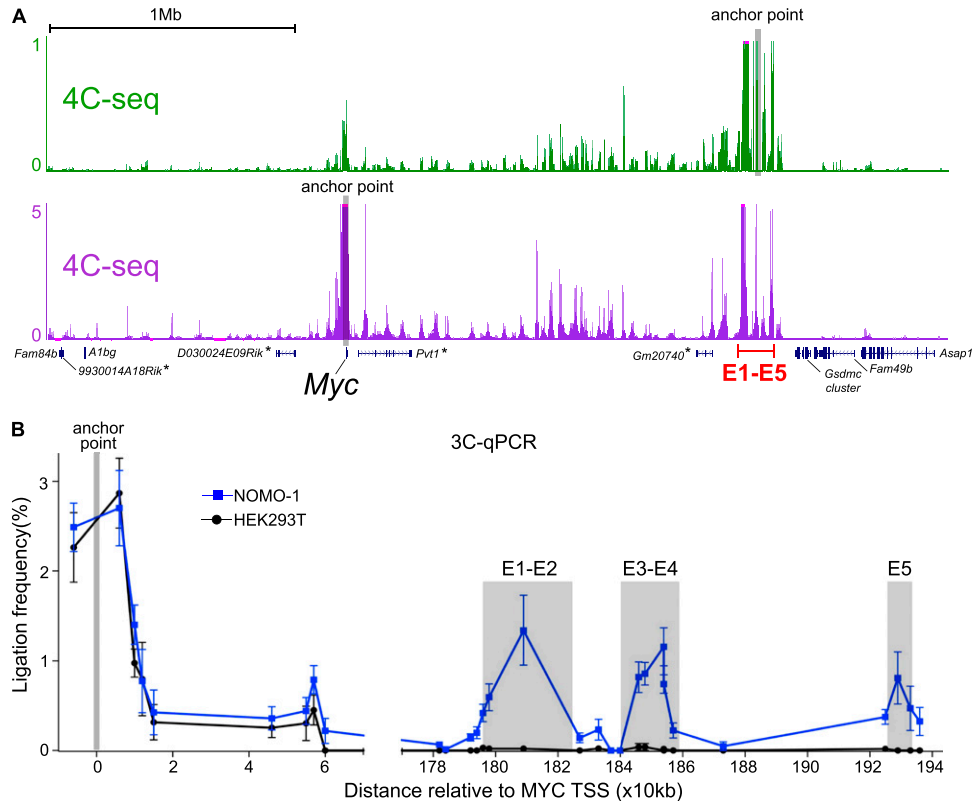 A
1Mb
anchor point
1
4C-seq
0
anchor point
5
4C-seq
0
Fam84b
A1bg
D030024E09Rik*
Pvt1*
Gm20740*
Asap1
9930014A18Rik*
Myc
E1-E5
Gsdmc
cluster
Fam49b
B
anchor
point
3C-qPCR
3
NOMO-1
HEK293T
2
E1-E2
E3-E4
E5
1
0
Ligation frequency(%)
0 2 4 6 178 180 182 184 186 188 190 192 194
Distance relative to MYC TSS (x10kb)